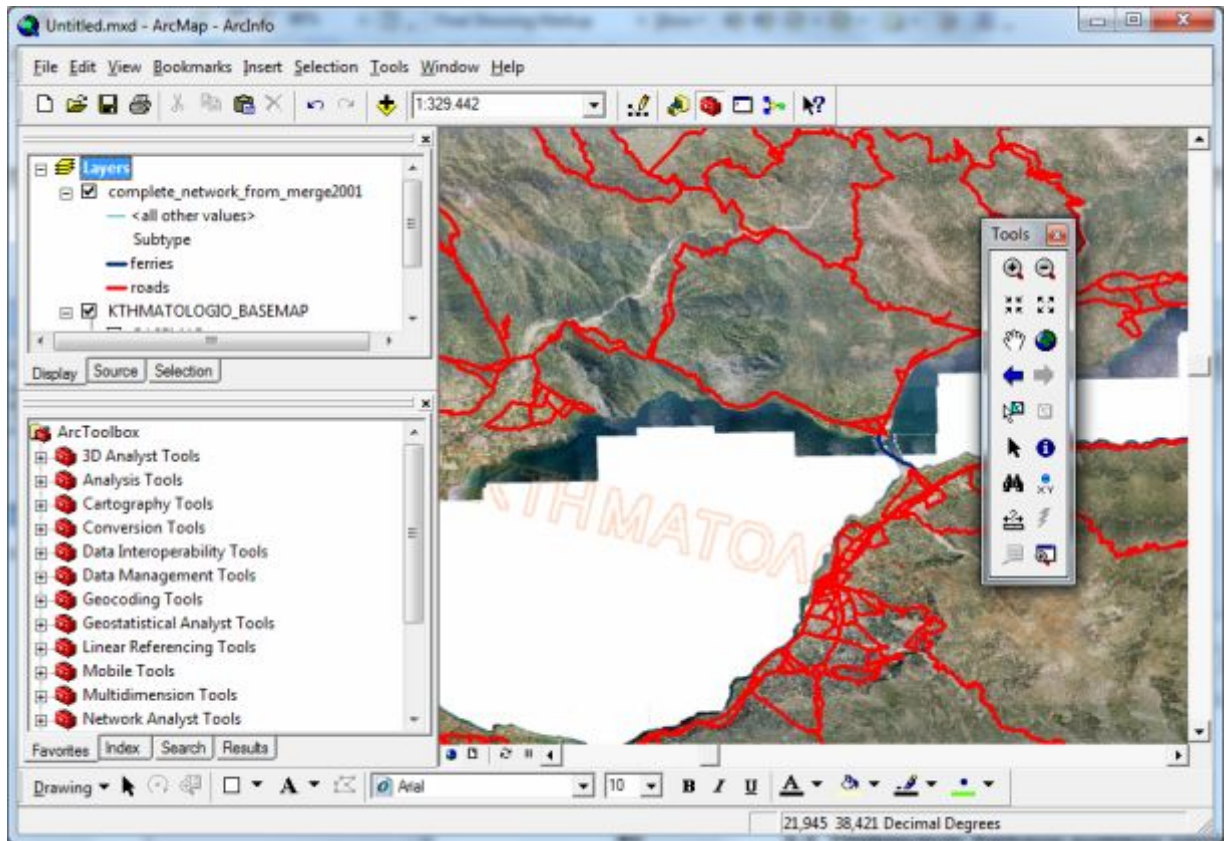 Untitled.mxd - ArcMap - ArcInfo
File Edit View Bookmarks Insert Selection Tools Window Help
1:329.442
Layers
complete_network_from_merge2001
<all other values>
Subtype
ferries
roads
KTHMATOLOGIO_BASEMAP
Display Source Selection
ArcToolbox
3D Analyst Tools
Analysis Tools
Cartography Tools
Conversion Tools
Data Interoperability Tools
Data Management Tools
Geocoding Tools
Geostatistical Analyst Tools
Linear Referencing Tools
Mobile Tools
Multidimension Tools
Network Analyst Tools
Favorites Index Search Results
ΚΤΗΜΑΤΟΛ
Tools
XY
Drawing A Arial 10 B I U A
21,945 38,421 Decimal Degrees